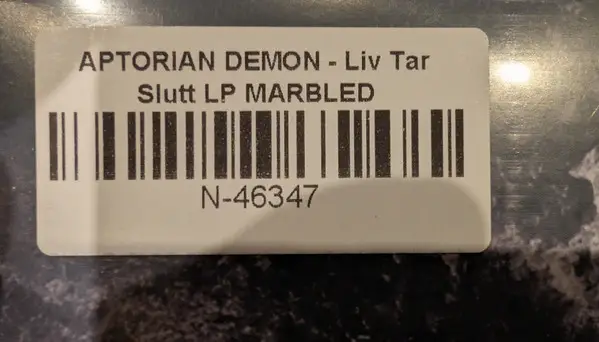 APTORIAN DEMON - Liv Tar
Slutt LP MARBLED
N-46347